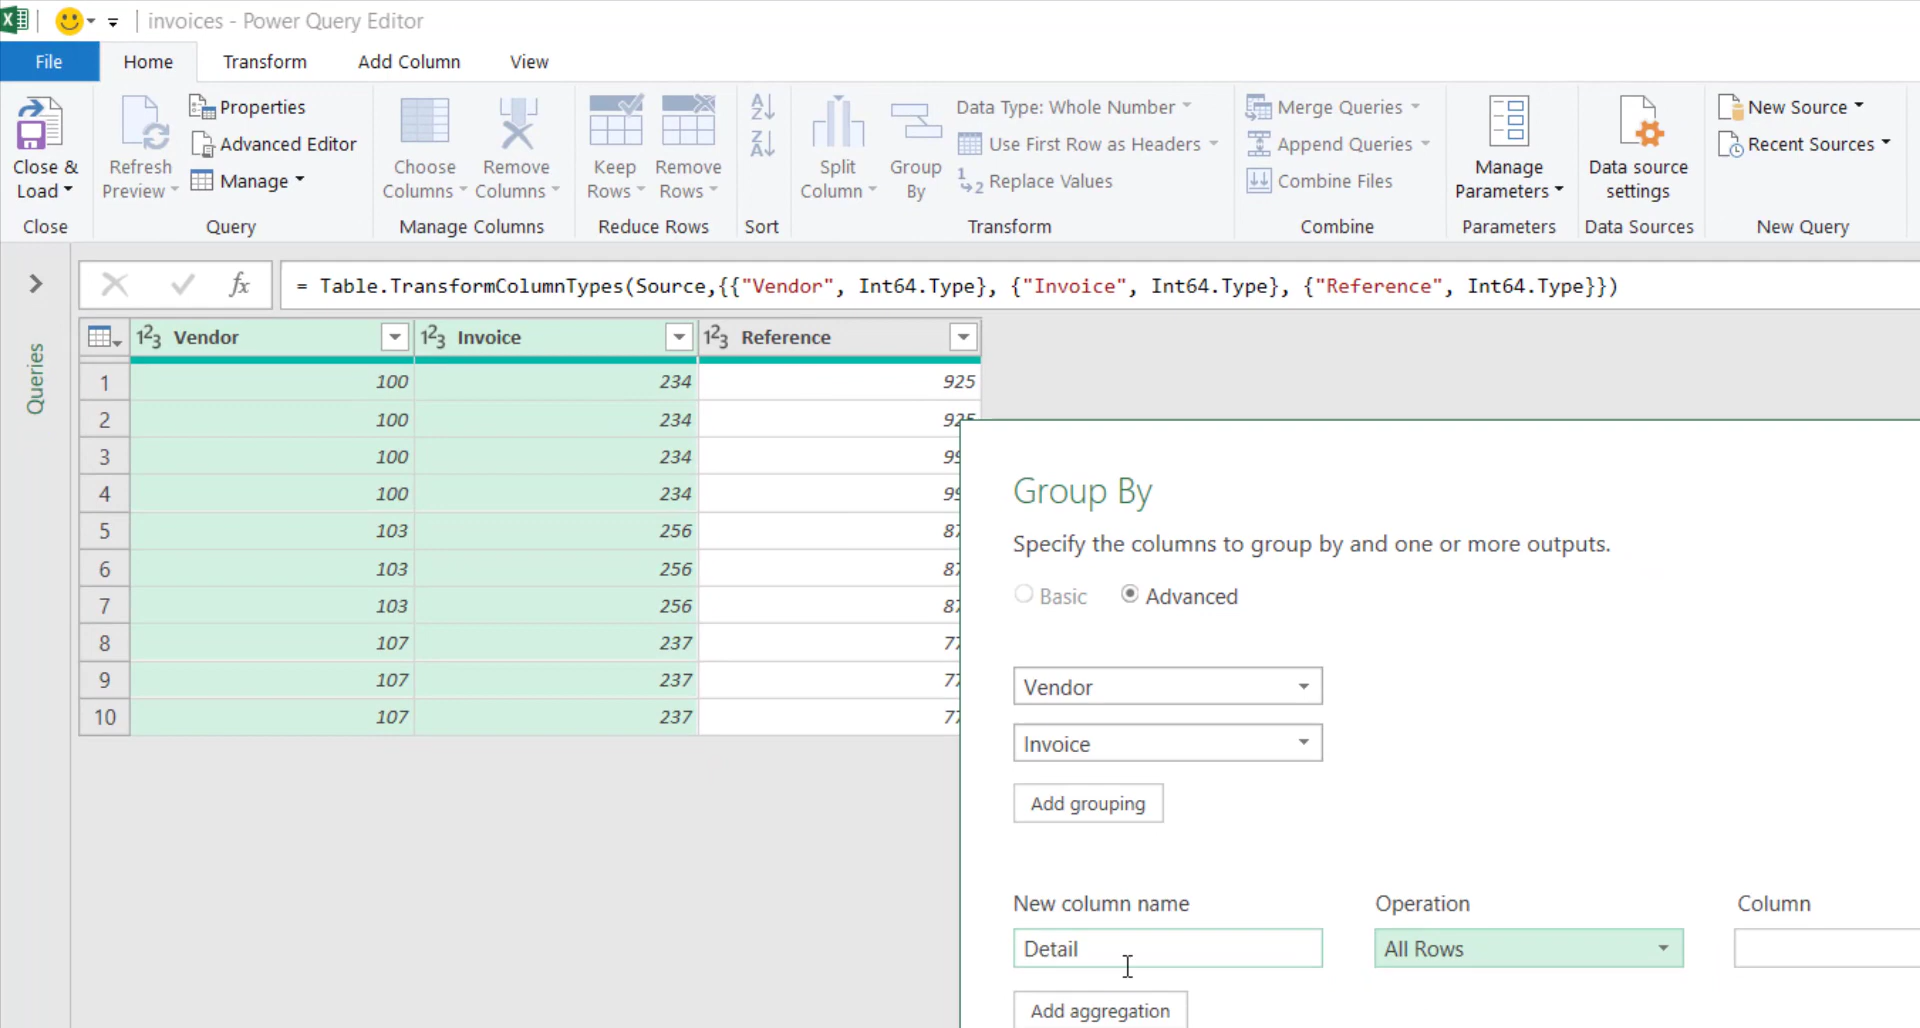 invoices - Power Query Editor
File Home Transform Add Column View
Close & Load
Refresh Preview
Properties
Advanced Editor
Manage
Choose Columns
Remove Columns
Keep Rows
Remove Rows
Split Column
Group By
Data Type: Whole Number
Use First Row as Headers
Replace Values
Merge Queries
Append Queries
Combine Files
Manage Parameters
Data source settings
New Source
Recent Sources
Close Query Manage Columns Reduce Rows Sort Transform Combine Parameters Data Sources New Query
fx = Table.TransformColumnTypes(Source,{{"Vendor", Int64.Type}, {"Invoice", Int64.Type}, {"Reference", Int64.Type}})
Queries
123 Vendor 123 Invoice 123 Reference
1 100 234 925
2 100 234 925
3 100 234
4 100 234
5 103 256
6 103 256
7 103 256
8 107 237
9 107 237
10 107 237
Group By
Specify the columns to group by and one or more outputs.
Basic Advanced
Vendor
Invoice
Add grouping
New column name Operation Column
Detail All Rows
Add aggregation